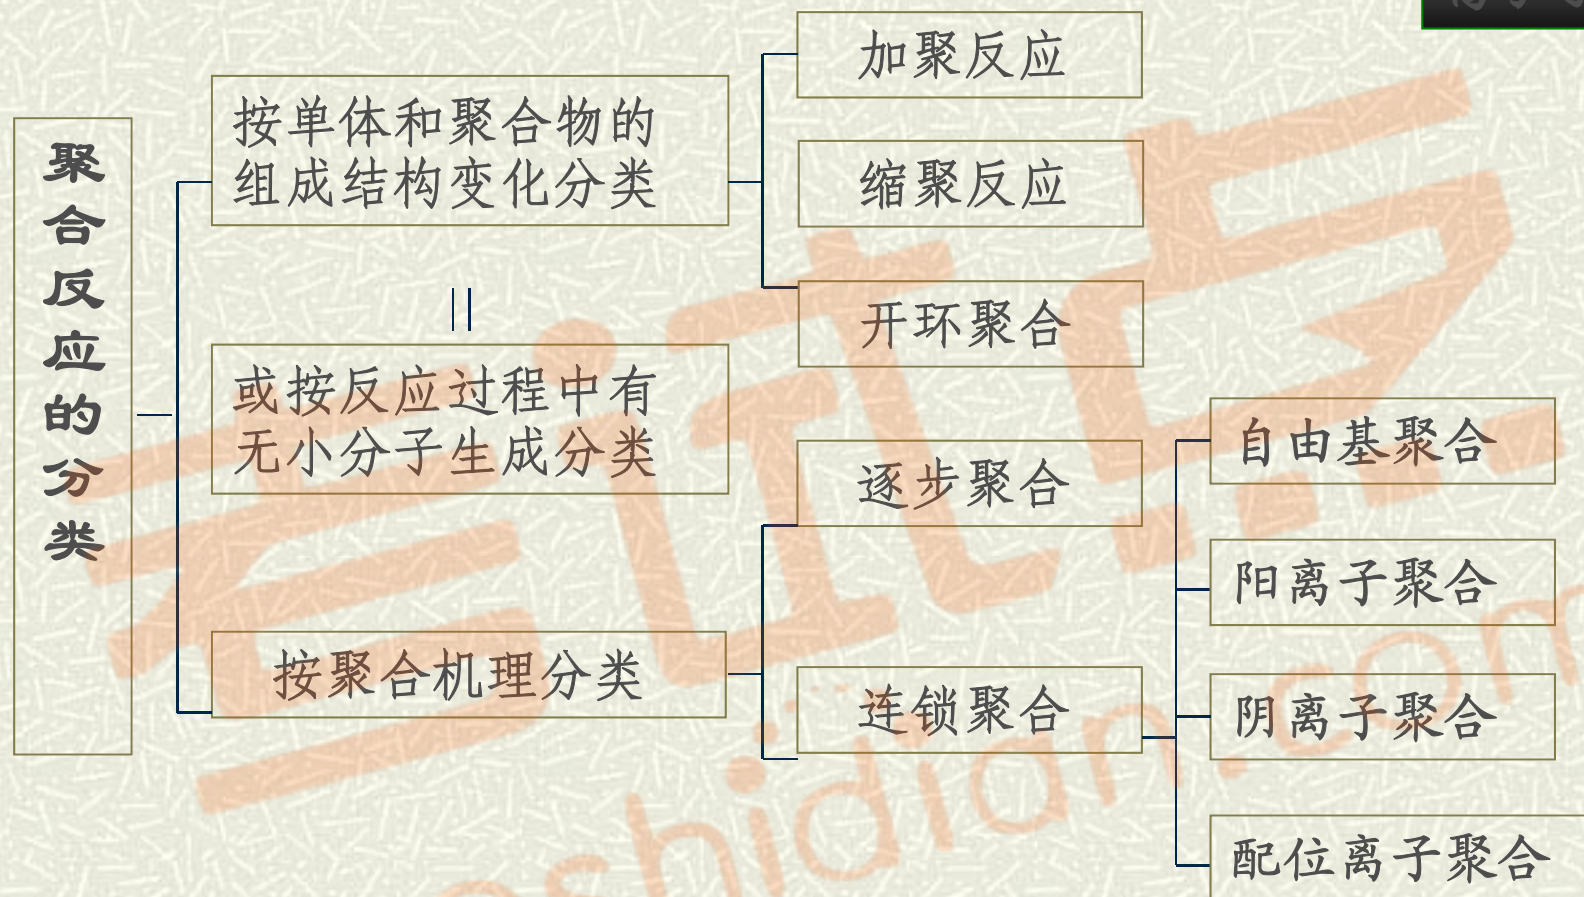 聚合反应的分类
按单体和聚合物的
组成结构变化分类
或按反应过程中有
无小分子生成分类
按聚合机理分类
加聚反应
缩聚反应
开环聚合
逐步聚合
连锁聚合
自由基聚合
阳离子聚合
阴离子聚合
配位离子聚合